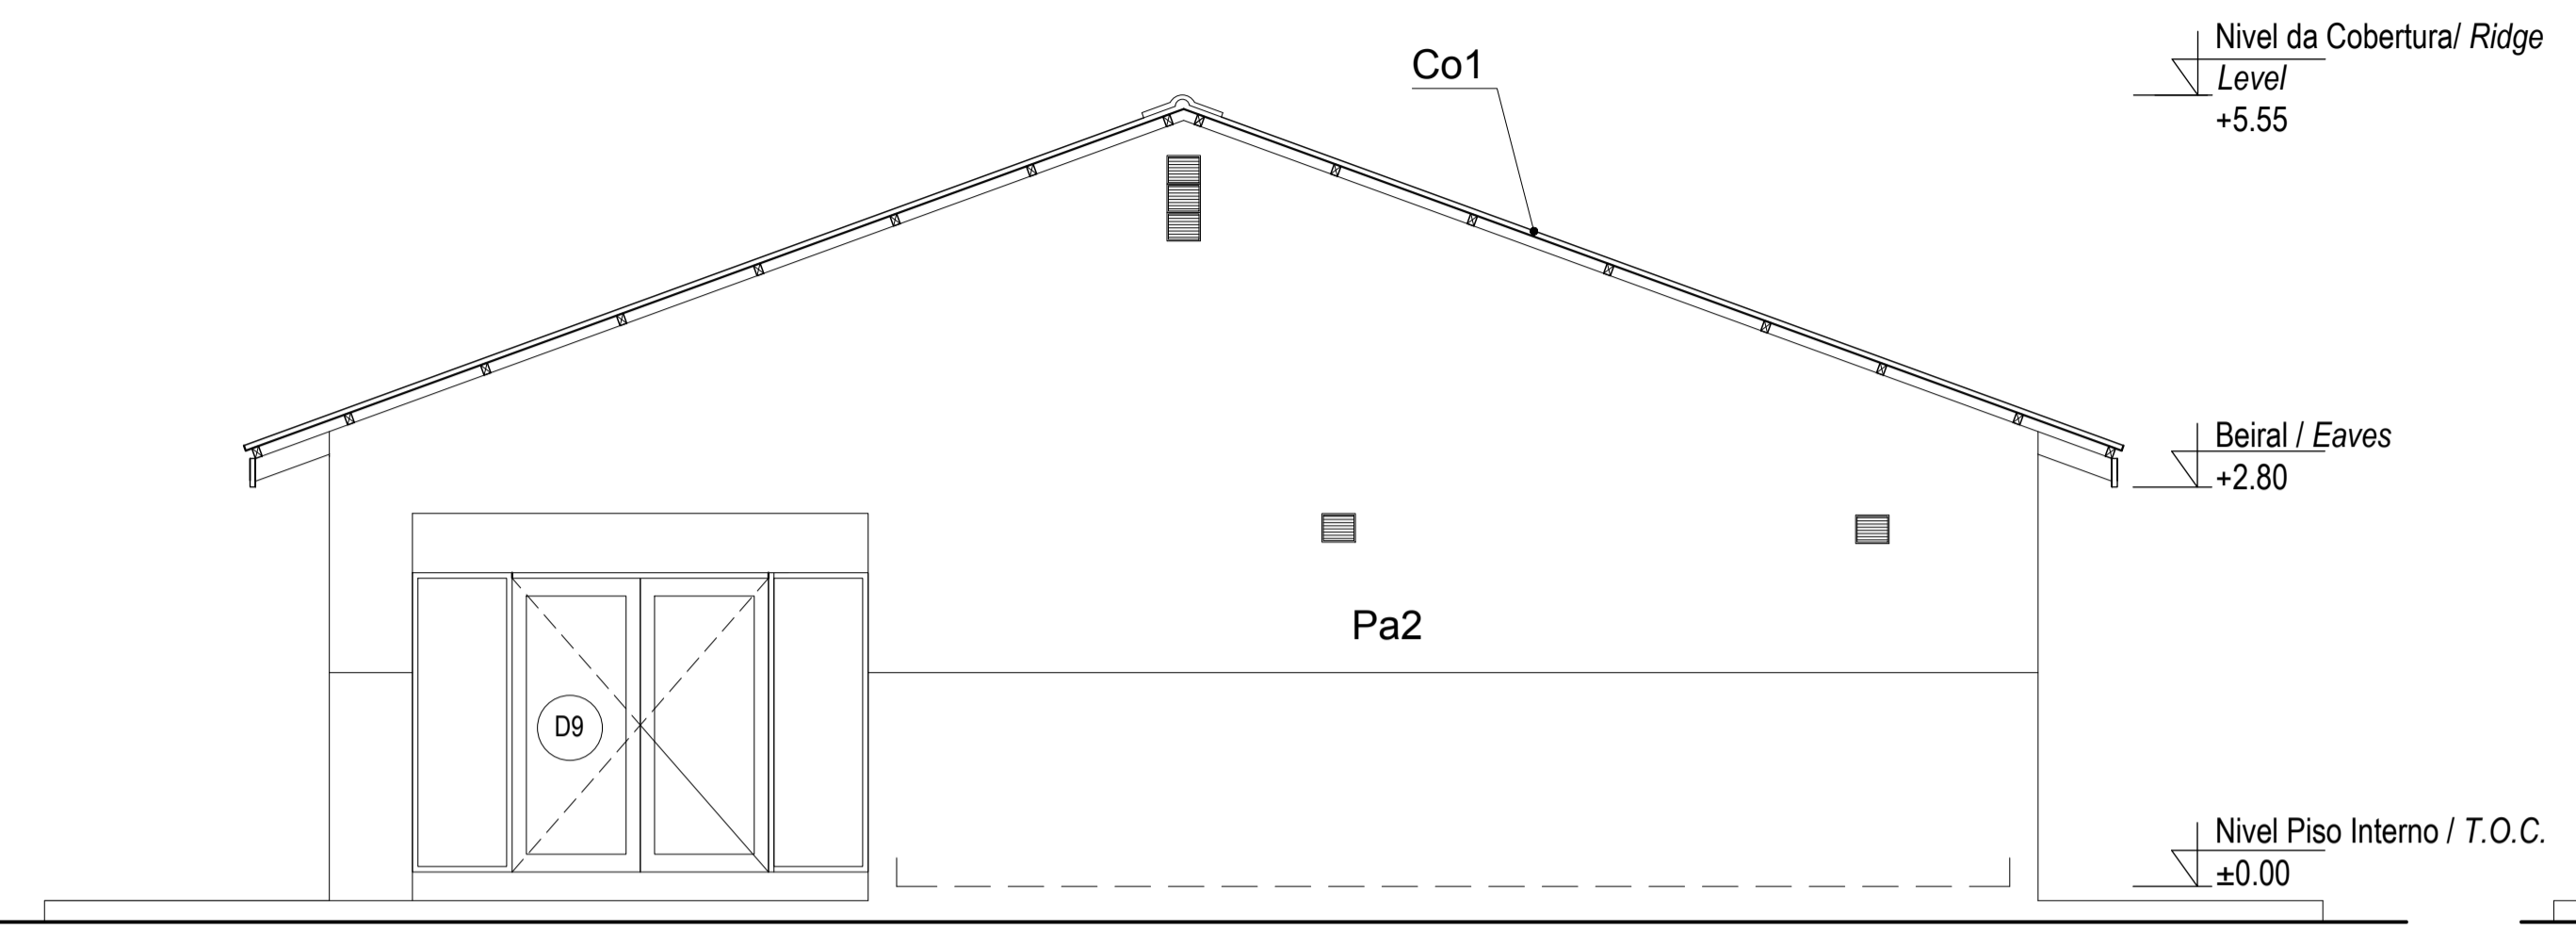 Nivel da Cobertura/ Ridge
Level
+5.55
Co1
Beiral / Eaves
+2.80
Pa2
D9
Nivel Piso Interno / T.O.C.
±0.00